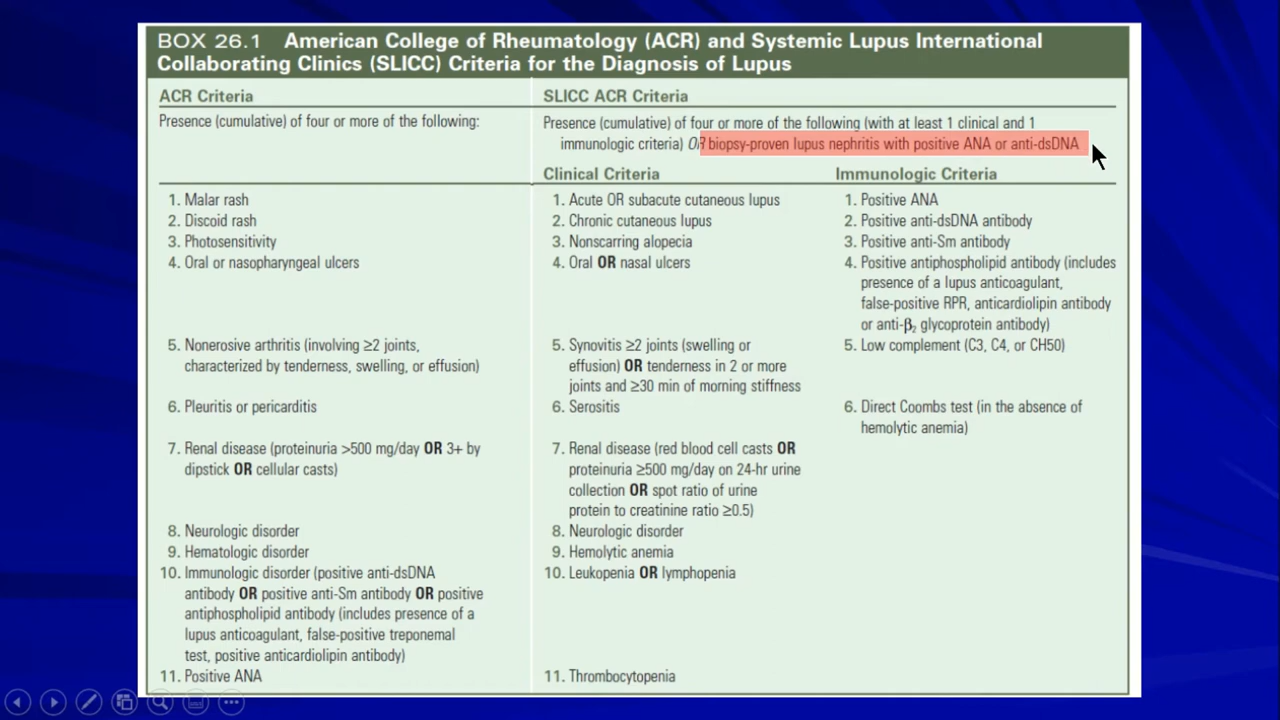 BOX 26.1 American College of Rheumatology (ACR) and Systemic Lupus International
Collaborating Clinics (SLICC) Criteria for the Diagnosis of Lupus
ACR Criteria
Presence (cumulative) of four or more of the following:
1. Malar rash
2. Discoid rash
3. Photosensitivity
4. Oral or nasopharyngeal ulcers
5. Nonerosive arthritis (involving ≥2 joints,
characterized by tenderness, swelling, or effusion)
6. Pleuritis or pericarditis
7. Renal disease (proteinuria >500 mg/day OR 3+ by
dipstick OR cellular casts)
8. Neurologic disorder
9. Hematologic disorder
10. Immunologic disorder (positive anti-dsDNA
antibody OR positive anti-Sm antibody OR positive
antiphospholipid antibody (includes presence of a
lupus anticoagulant, false-positive treponemal
test, positive anticardiolipin antibody)
11. Positive ANA
SLICC ACR Criteria
Presence (cumulative) of four or more of the following (with at least 1 clinical and 1
immunologic criteria) OR biopsy-proven lupus nephritis with positive ANA or anti-dsDNA
Clinical Criteria
1. Acute OR subacute cutaneous lupus
2. Chronic cutaneous lupus
3. Nonscarring alopecia
4. Oral OR nasal ulcers
5. Synovitis ≥2 joints (swelling or
effusion) OR tenderness in 2 or more
joints and ≥30 min of morning stiffness
6. Serositis
7. Renal disease (red blood cell casts OR
proteinuria ≥500 mg/day on 24-hr urine
collection OR spot ratio of urine
protein to creatinine ratio ≥0.5)
8. Neurologic disorder
9. Hemolytic anemia
10. Leukopenia OR lymphopenia
11. Thrombocytopenia
Immunologic Criteria
1. Positive ANA
2. Positive anti-dsDNA antibody
3. Positive anti-Sm antibody
4. Positive antiphospholipid antibody (includes
presence of a lupus anticoagulant,
false-positive RPR, anticardiolipin antibody
or anti-β₂ glycoprotein antibody)
5. Low complement (C3, C4, or CH50)
6. Direct Coombs test (in the absence of
hemolytic anemia)